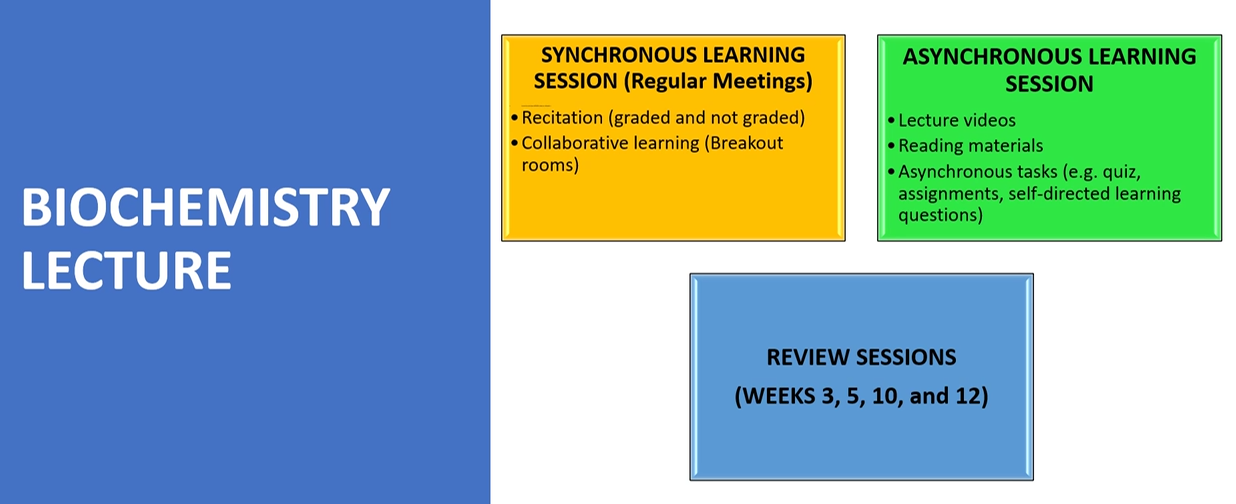 BIOCHEMISTRY
LECTURE
SYNCHRONOUS LEARNING
SESSION (Regular Meetings)
• Recitation (graded and not graded)
• Collaborative learning (Breakout
rooms)
ASYNCHRONOUS LEARNING
SESSION
• Lecture videos
• Reading materials
• Asynchronous tasks (e.g. quiz,
assignments, self-directed learning
questions)
REVIEW SESSIONS
(WEEKS 3, 5, 10, and 12)